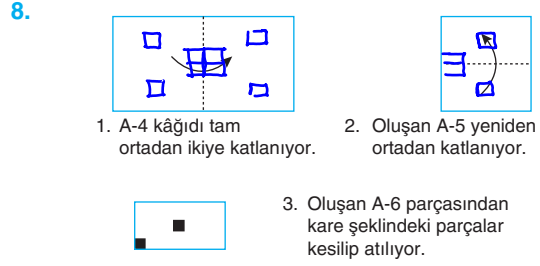 8.
1. A-4 kâğıdı tam
ortadan ikiye katlanıyor.
2. Oluşan A-5 yeniden
ortadan katlanıyor.
3. Oluşan A-6 parçasından
kare şeklindeki parçalar
kesilip atılıyor.